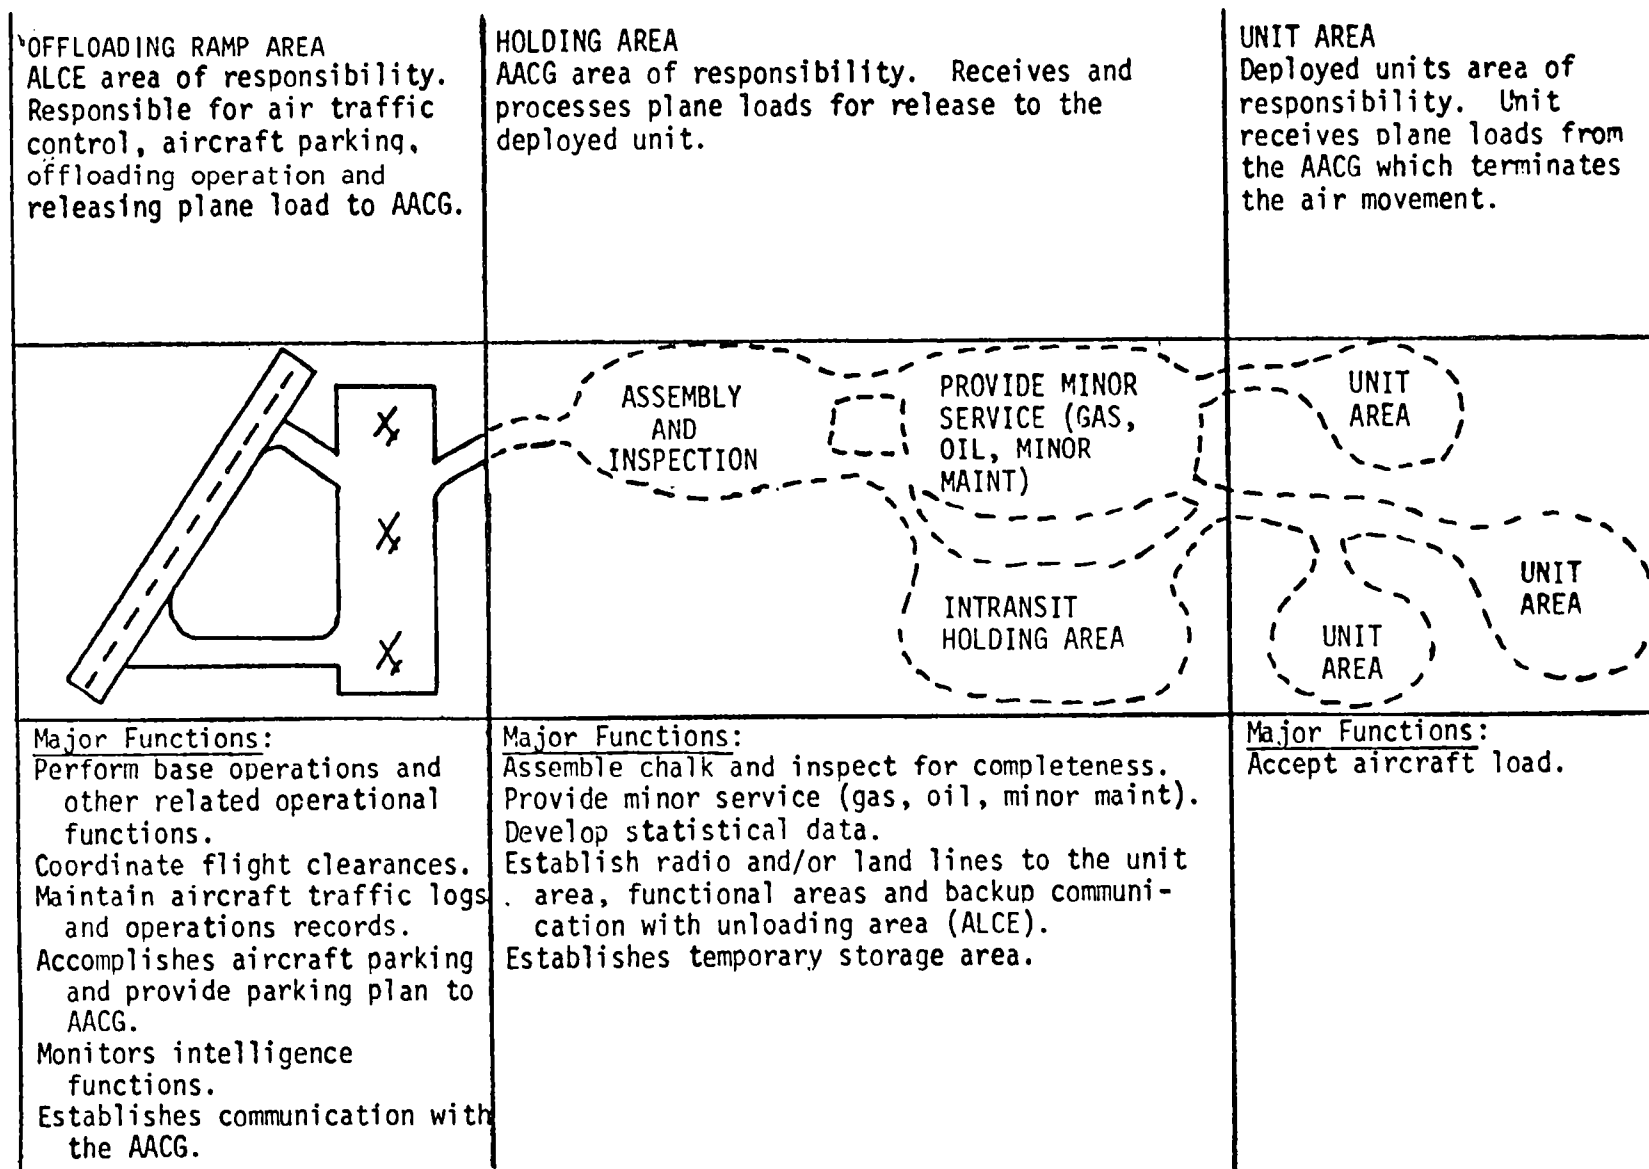 OFFLOADING RAMP AREA
ALCE area of responsibility.
Responsible for air traffic
control, aircraft parking,
offloading operation and
releasing plane load to AACG.
HOLDING AREA
AACG area of responsibility. Receives and
processes plane loads for release to the
deployed unit.
UNIT AREA
Deployed units area of
responsibility. Unit
receives plane loads from
the AACG which terminates
the air movement.
ASSEMBLY
AND
INSPECTION
PROVIDE MINOR
SERVICE (GAS,
OIL, MINOR
MAINT)
INTRANSIT
HOLDING AREA
UNIT
AREA
UNIT
AREA
UNIT
AREA
Major Functions:
Perform base operations and
other related operational
functions.
Coordinate flight clearances.
Maintain aircraft traffic logs
and operations records.
Accomplishes aircraft parking
and provide parking plan to
AACG.
Monitors intelligence
functions.
Establishes communication with
the AACG.
Major Functions:
Assemble chalk and inspect for completeness.
Provide minor service (gas, oil, minor maint).
Develop statistical data.
Establish radio and/or land lines to the unit
area, functional areas and backup communi-
cation with unloading area (ALCE).
Establishes temporary storage area.
Major Functions:
Accept aircraft load.